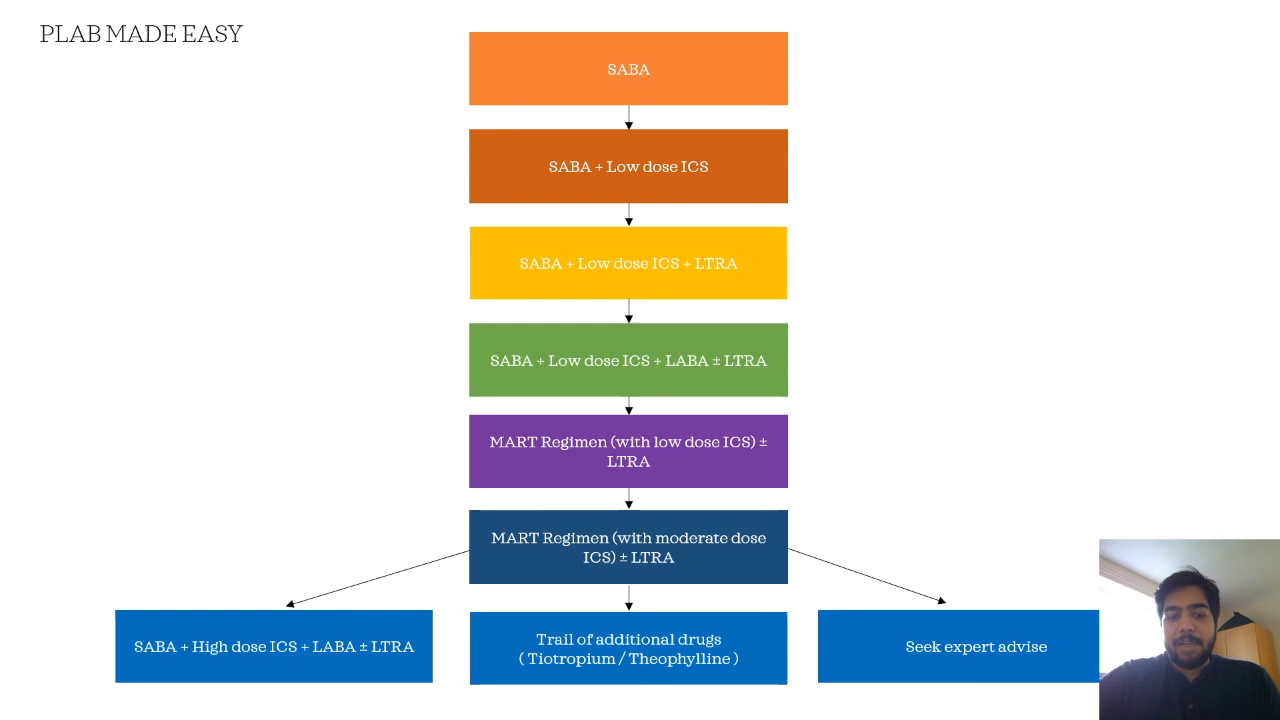 PLAB MADE EASY
SABA
SABA + Low dose ICS
SABA + Low dose ICS + LTRA
SABA + Low dose ICS + LABA ± LTRA
MART Regimen (with low dose ICS) ±
LTRA
MART Regimen (with moderate dose
ICS) ± LTRA
SABA + High dose ICS + LABA ± LTRA
Trail of additional drugs
( Tiotropium / Theophylline )
Seek expert advise